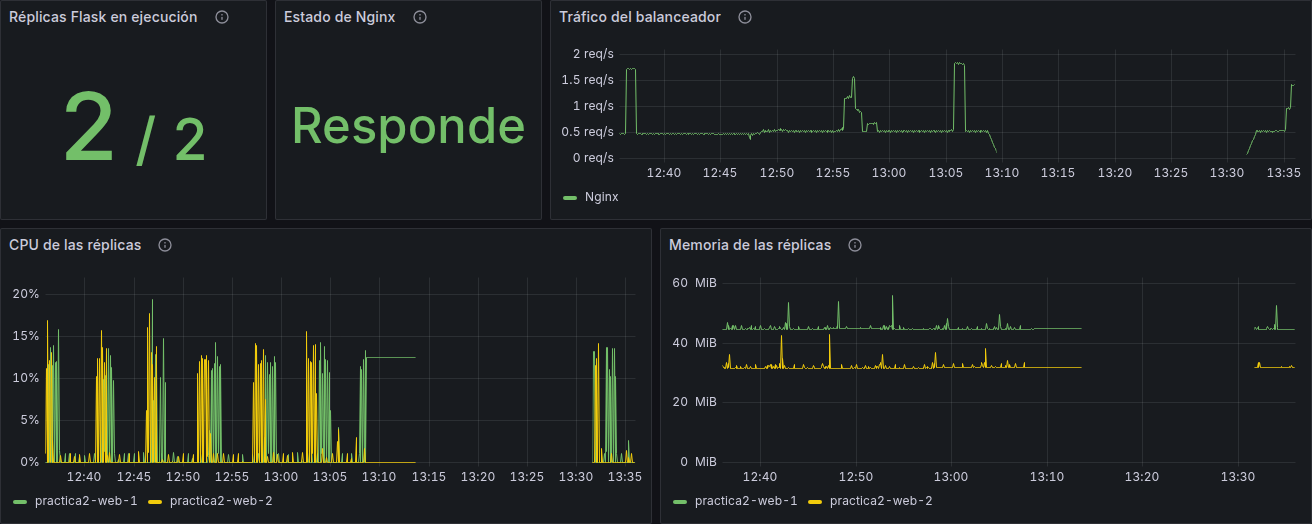 Réplicas Flask en ejecución
Estado de Nginx
Tráfico del balanceador
2 / 2
Responde
2 req/s
1.5 req/s
1 req/s
0.5 req/s
0 req/s
12:40 12:45 12:50 12:55 13:00 13:05 13:10 13:15 13:20 13:25 13:30 13:35
Nginx
CPU de las réplicas
20%
15%
10%
5%
0%
12:40 12:45 12:50 12:55 13:00 13:05 13:10 13:15 13:20 13:25 13:30 13:35
practica2-web-1 practica2-web-2
Memoria de las réplicas
60 MiB
40 MiB
20 MiB
0 MiB
12:40 12:50 13:00 13:10 13:20 13:30
practica2-web-1 practica2-web-2